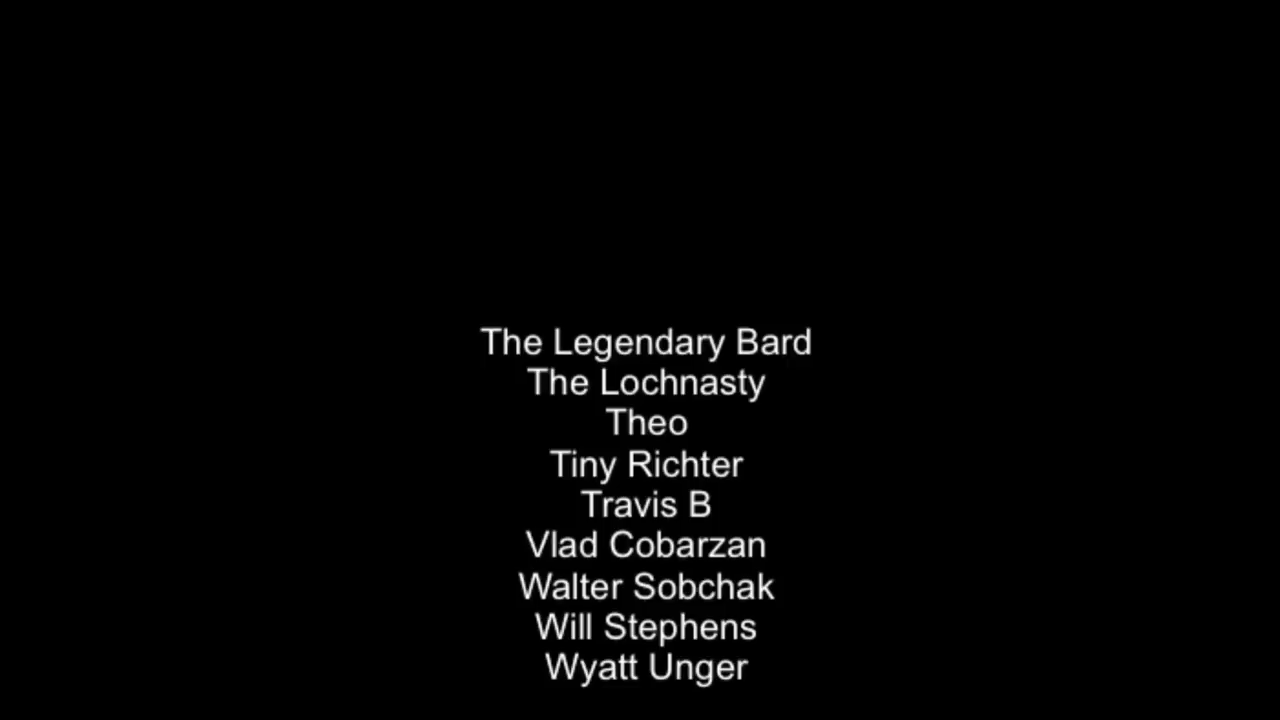 The Legendary Bard
The Lochnasty
Theo
Tiny Richter
Travis B
Vlad Cobarzan
Walter Sobchak
Will Stephens
Wyatt Unger